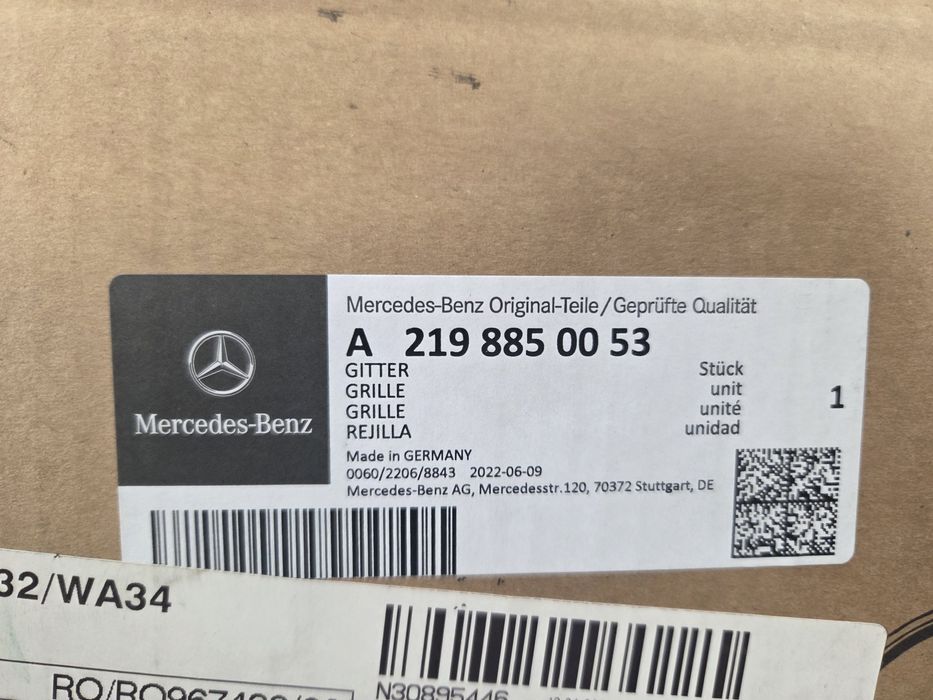 Mercedes-Benz Original-Teile/Geprüfte Qualität
A 219 885 00 53
GITTER Stück
GRILLE unit
GRILLE unité 1
REJILLA unidad
Mercedes-Benz
Made in GERMANY
0060/2206/8843 2022-06-09
Mercedes-Benz AG, Mercedesstr.120, 70372 Stuttgart, DE
32/WA34
N30895446